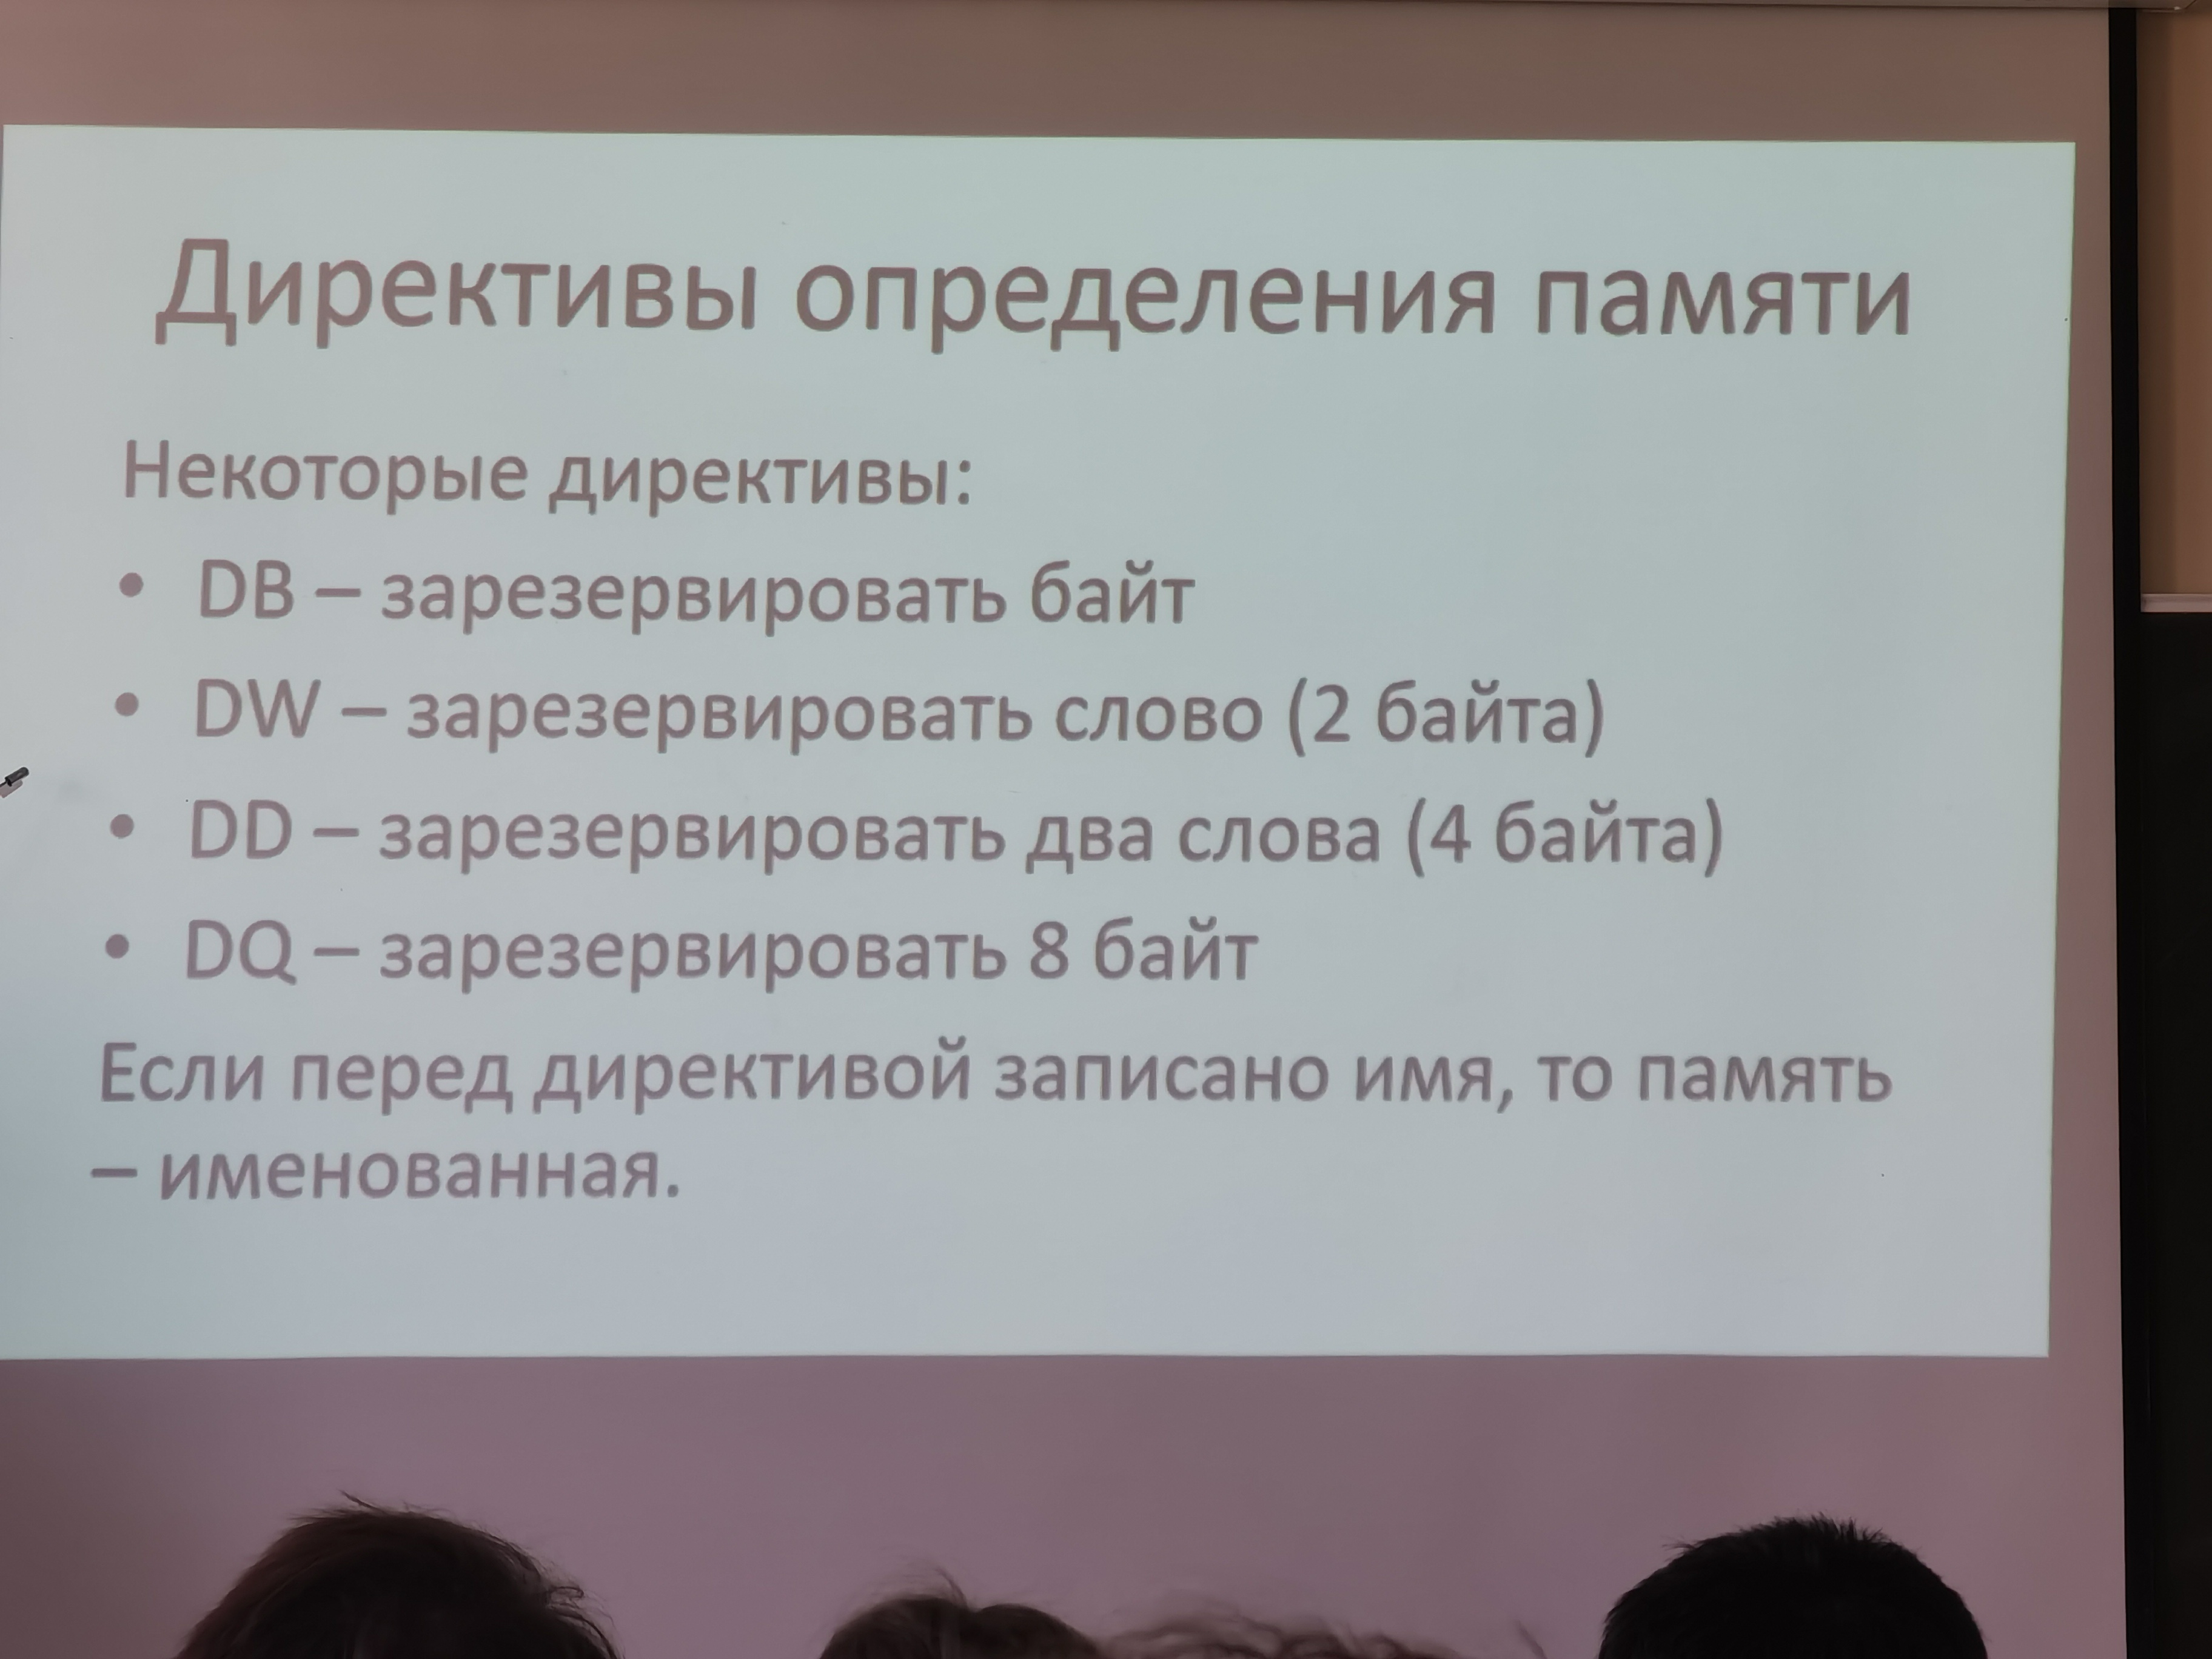 Директивы определения памяти
Некоторые директивы:
• DB – зарезервировать байт
• DW – зарезервировать слово (2 байта)
• DD – зарезервировать два слова (4 байта)
• DQ – зарезервировать 8 байт
Если перед директивой записано имя, то память
– именованная.